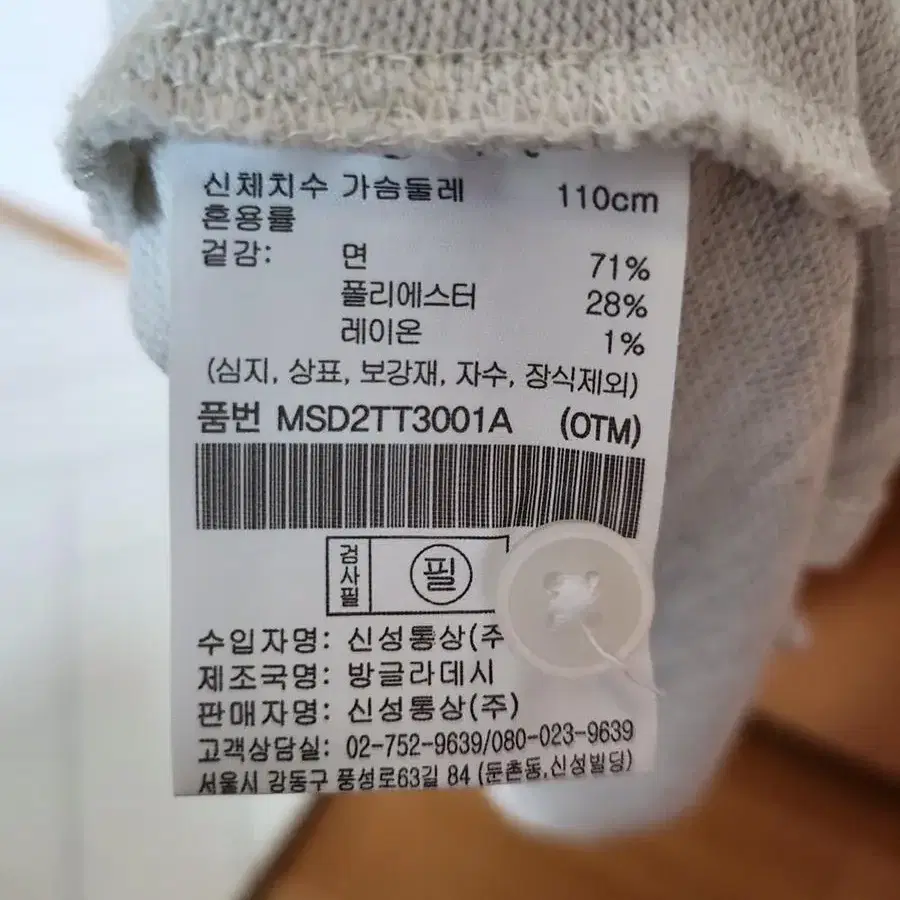 신체치수 가슴둘레 110cm
혼용률
겉감: 면 71%
폴리에스터 28%
레이온 1%
(심지, 상표, 보강재, 자수, 장식제외)
품번 MSD2TT3001A (OTM)
검사필 필
수입자명: 신성통상(주
제조국명: 방글라데시
판매자명: 신성통상(주)
고객상담실: 02-752-9639/080-023-9639
서울시 강동구 풍성로63길 84 (둔촌동,신성빌딩)